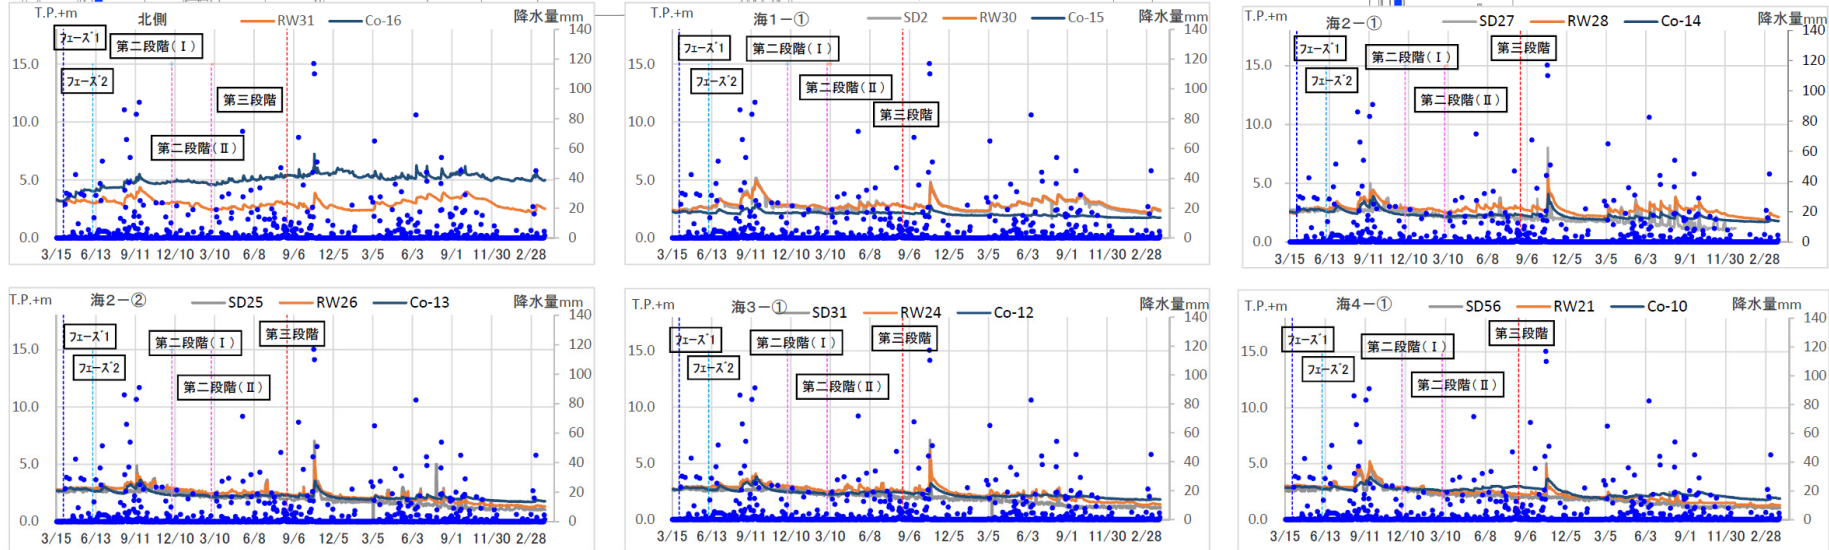 T.P.+m 北側 RW31 Co-16 降水量mm
フェーズ1 第二段階(Ⅰ)
フェーズ2
第三段階
第二段階(Ⅱ)
15.0
10.0
5.0
0.0
140
120
100
80
60
40
20
0
3/15 6/13 9/11 12/10 3/10 6/8 9/6 12/5 3/5 6/3 9/1 11/30 2/28
T.P.+m 海1-① SD2 RW30 Co-15 降水量mm
フェーズ1 第二段階(Ⅰ)
フェーズ2 第二段階(Ⅱ)
第三段階
15.0
10.0
5.0
0.0
140
120
100
80
60
40
20
0
3/15 6/13 9/11 12/10 3/10 6/8 9/6 12/5 3/5 6/3 9/1 11/30 2/28
T.P.+m 海2-① SD27 RW28 Co-14 降水量mm
フェーズ1 第二段階(Ⅰ) 第三段階
フェーズ2 第二段階(Ⅱ)
15.0
10.0
5.0
0.0
140
120
100
80
60
40
20
0
3/15 6/13 9/11 12/10 3/10 6/8 9/6 12/5 3/5 6/3 9/1 11/30 2/28
T.P.+m 海2-② SD25 RW26 Co-13 降水量mm
フェーズ1 第二段階(Ⅰ) 第三段階
フェーズ2 第二段階(Ⅱ)
15.0
10.0
5.0
0.0
140
120
100
80
60
40
20
0
3/15 6/13 9/11 12/10 3/10 6/8 9/6 12/5 3/5 6/3 9/1 11/30 2/28
T.P.+m 海3-① SD31 RW24 Co-12 降水量mm
フェーズ1 第二段階(Ⅰ) 第三段階
フェーズ2 第二段階(Ⅱ)
15.0
10.0
5.0
0.0
140
120
100
80
60
40
20
0
3/15 6/13 9/11 12/10 3/10 6/8 9/6 12/5 3/5 6/3 9/1 11/30 2/28
T.P.+m 海4-① SD56 RW21 Co-10 降水量mm
フェーズ1 第二段階(Ⅰ) 第三段階
フェーズ2 第二段階(Ⅱ)
15.0
10.0
5.0
0.0
140
120
100
80
60
40
20
0
3/15 6/13 9/11 12/10 3/10 6/8 9/6 12/5 3/5 6/3 9/1 11/30 2/28